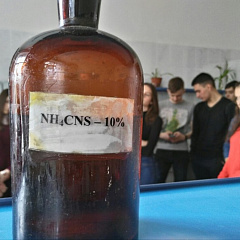 NH₄CNS – 10%